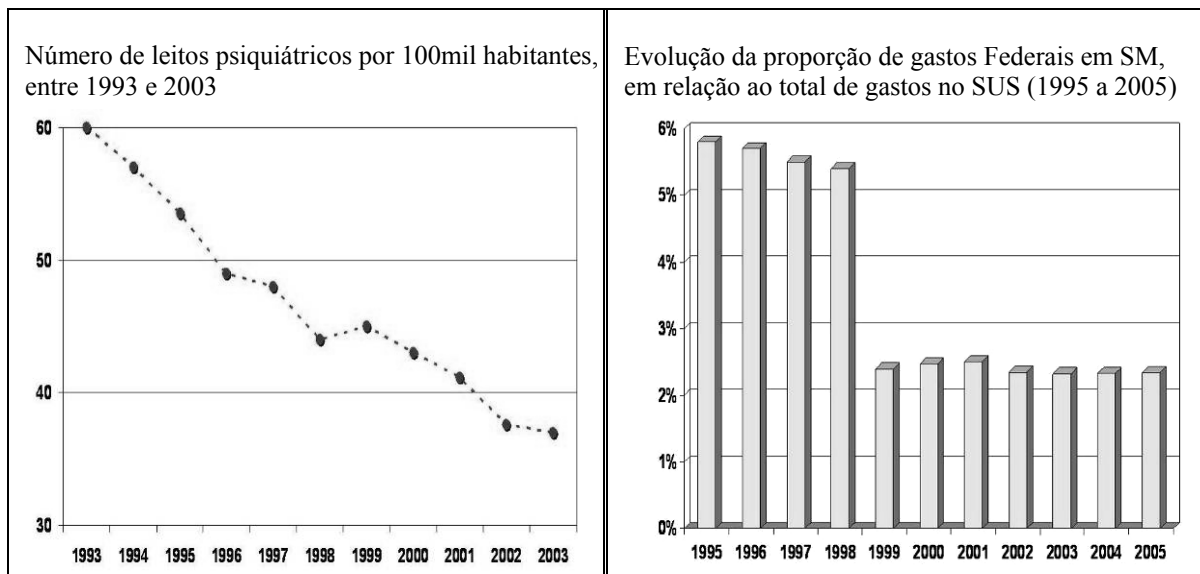 Número de leitos psiquiátricos por 100mil habitantes,
entre 1993 e 2003
60
50
40
30
1993 1994 1995 1996 1997 1998 1999 2000 2001 2002 2003
Evolução da proporção de gastos Federais em SM,
em relação ao total de gastos no SUS (1995 a 2005)
6%
5%
4%
3%
2%
1%
0%
1995 1996 1997 1998 1999 2000 2001 2002 2003 2004 2005